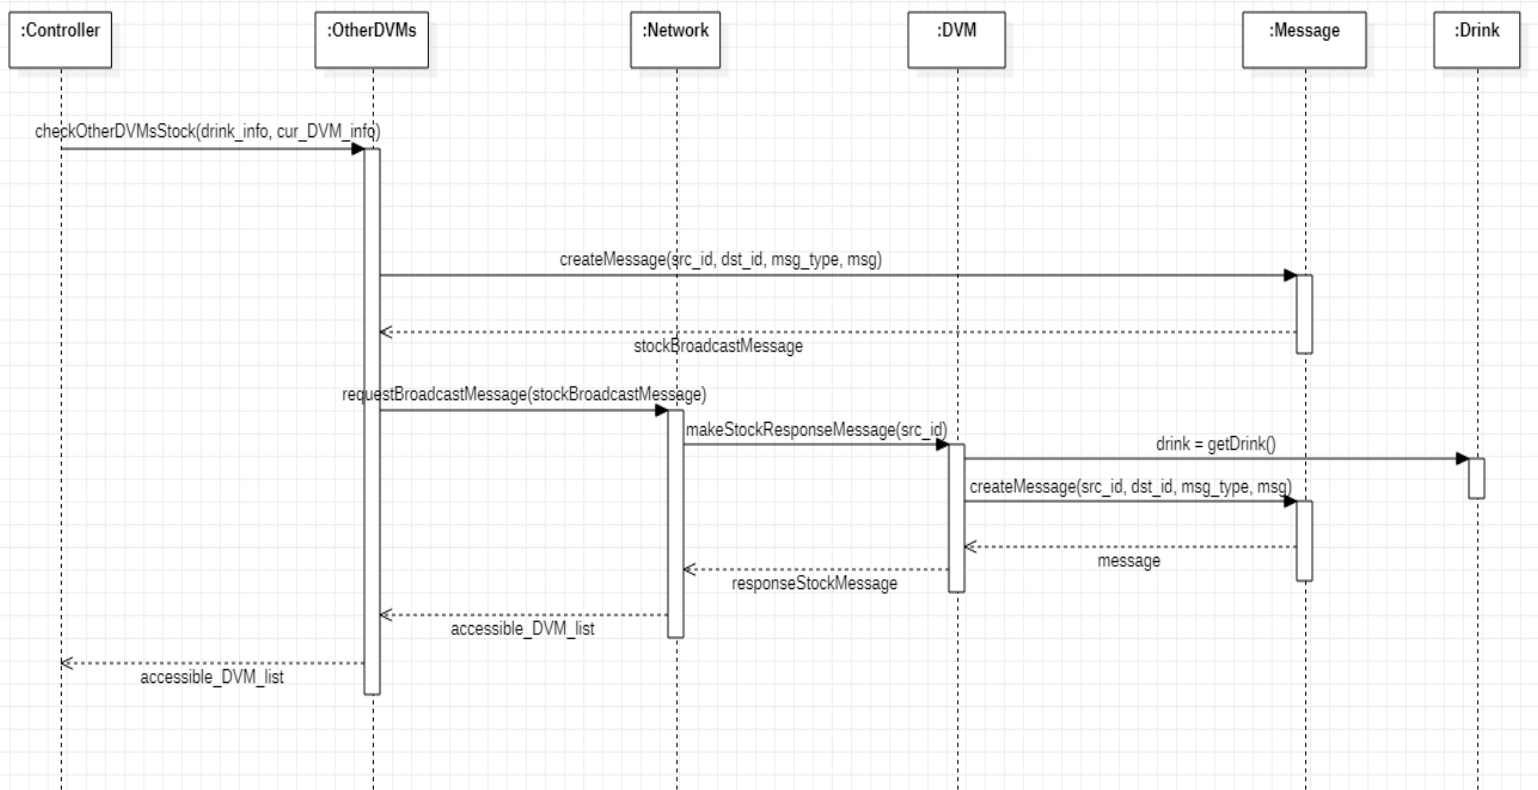 :Controller
:OtherDVMs
:Network
:DVM
:Message
:Drink
checkOtherDVMsStock(drink_info, cur_DVM_info)
createMessage(src_id, dst_id, msg_type, msg)
stockBroadcastMessage
requestBroadcastMessage(stockBroadcastMessage)
makeStockResponseMessage(src_id)
drink = getDrink()
createMessage(src_id, dst_id, msg_type, msg)
message
responseStockMessage
accessible_DVM_list
accessible_DVM_list